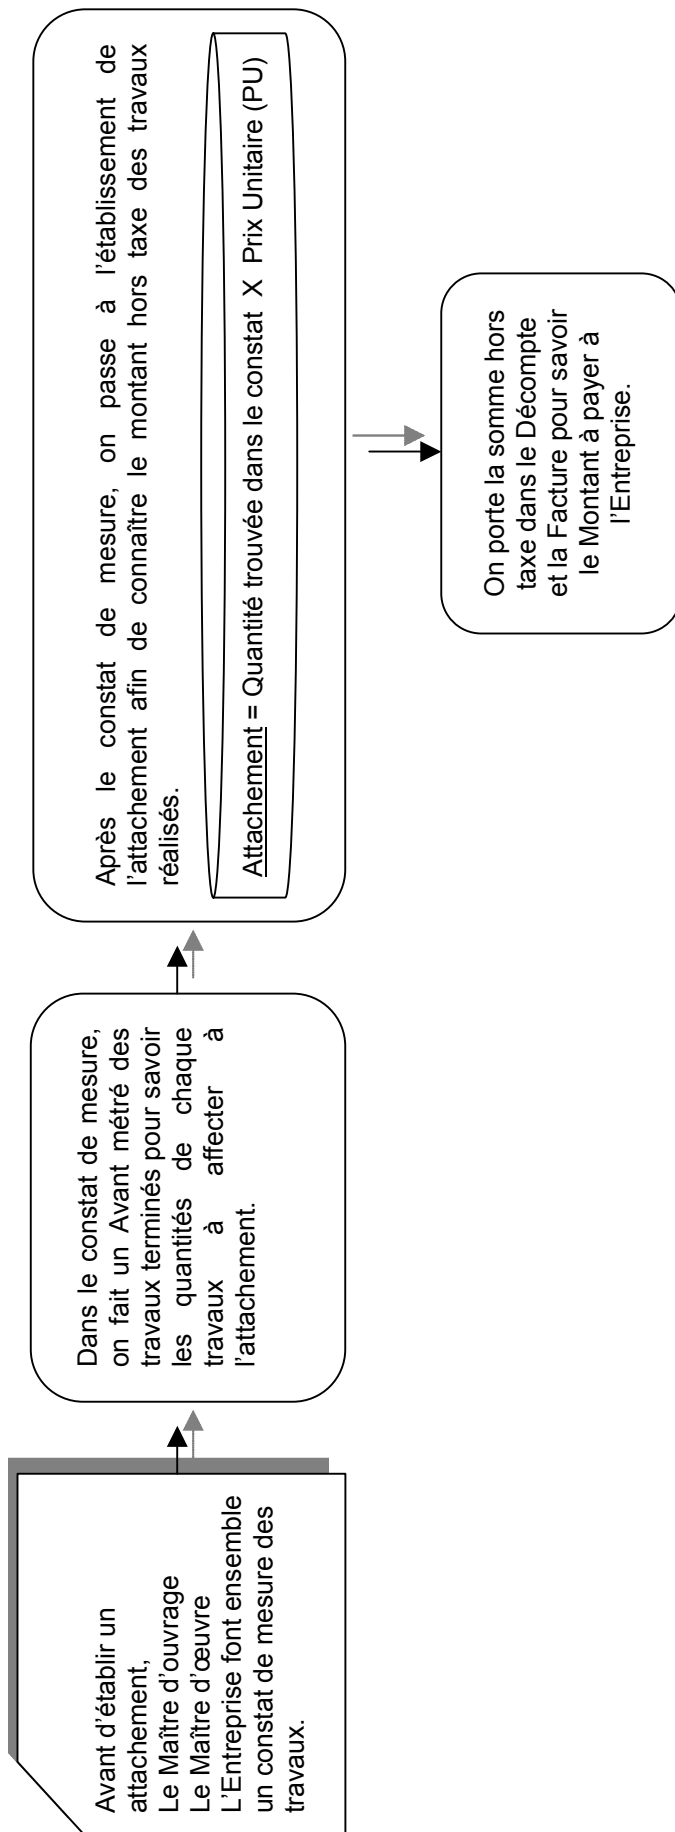 Avant d'établir un
attachement,
Le Maître d'ouvrage
Le Maître d'œuvre
L'Entreprise font ensemble
un constat de mesure des
travaux.
Dans le constat de mesure,
on fait un Avant métré des
travaux terminés pour savoir
les quantités de chaque
travaux à affecter à
l'attachement.
Après le constat de mesure, on passe à l'établissement de
l'attachement afin de connaître le montant hors taxe des travaux
réalisés.
Attachement = Quantité trouvée dans le constat X Prix Unitaire (PU)
On porte la somme hors
taxe dans le Décompte
et la Facture pour savoir
le Montant à payer à
l'Entreprise.